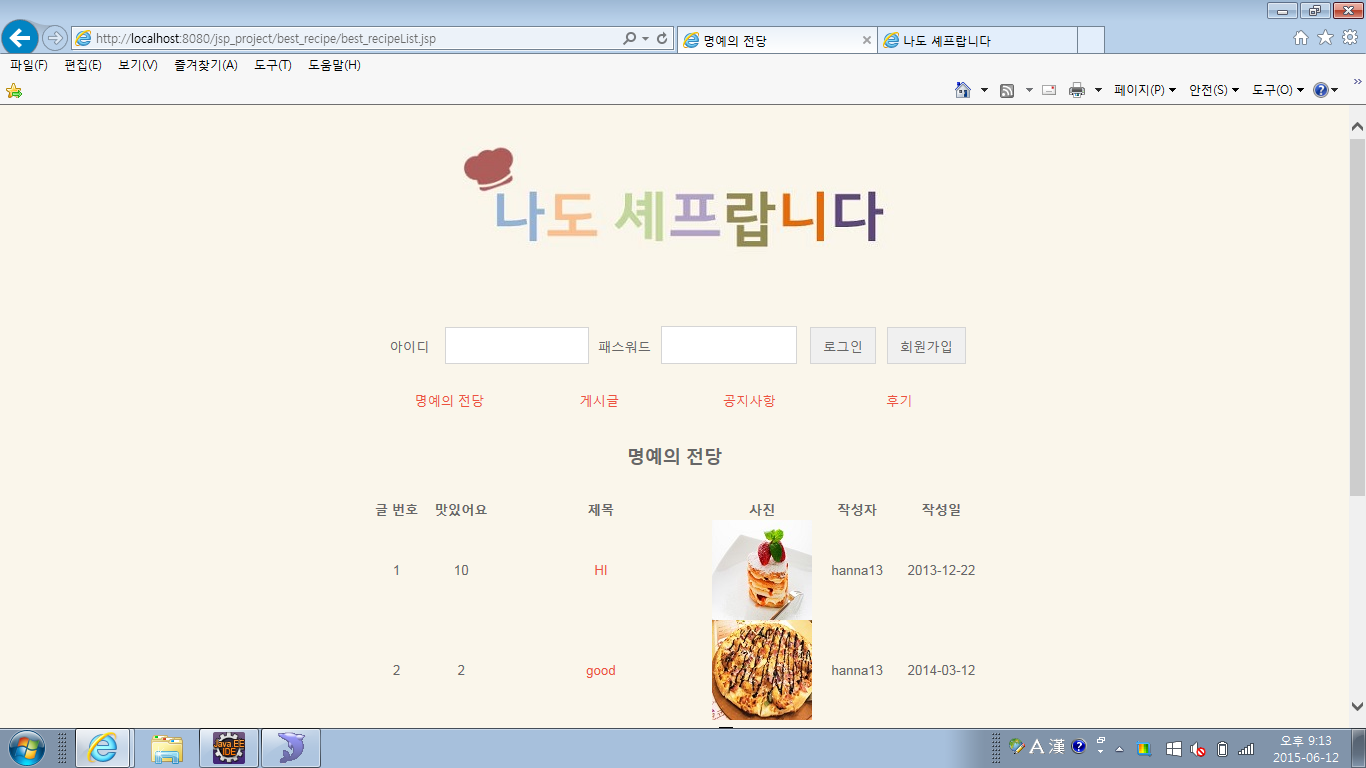 http://localhost:8080/jsp_project/best_recipe/best_recipeList.jsp
명예의 전당
나도 셰프랍니다
파일(F) 편집(E) 보기(V) 즐겨찾기(A) 도구(T) 도움말(H)
페이지(P) 안전(S) 도구(O)
나도 셰프랍니다
아이디 패스워드 로그인 회원가입
명예의 전당 게시글 공지사항 후기
명예의 전당
글 번호 맛있어요 제목 사진 작성자 작성일
1 10 HI hanna13 2013-12-22
2 2 good hanna13 2014-03-12
Java EE IDE
A 漢
오후 9:13
2015-06-12